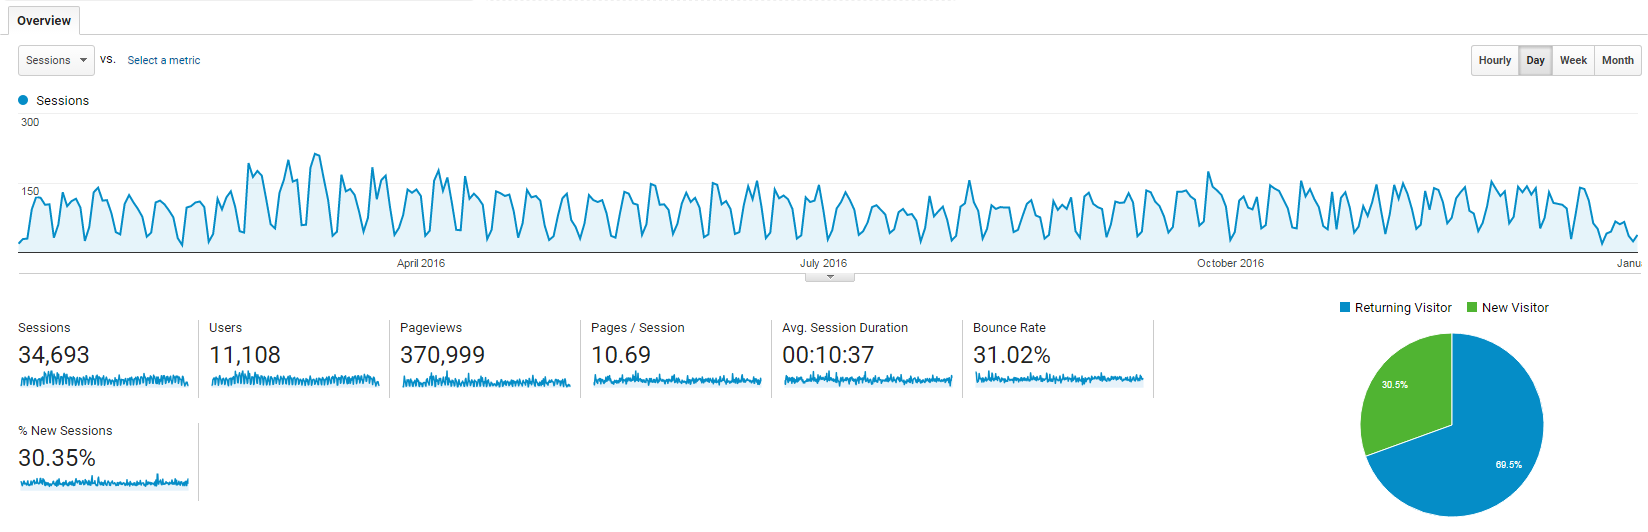 Overview
Sessions vs. Select a metric
Hourly Day Week Month
Sessions
300
150
April 2016 July 2016 October 2016 Janu
Returning Visitor New Visitor
Sessions Users Pageviews Pages / Session Avg. Session Duration Bounce Rate
34,693 11,108 370,999 10.69 00:10:37 31.02%
30.5%
69.5%
% New Sessions
30.35%